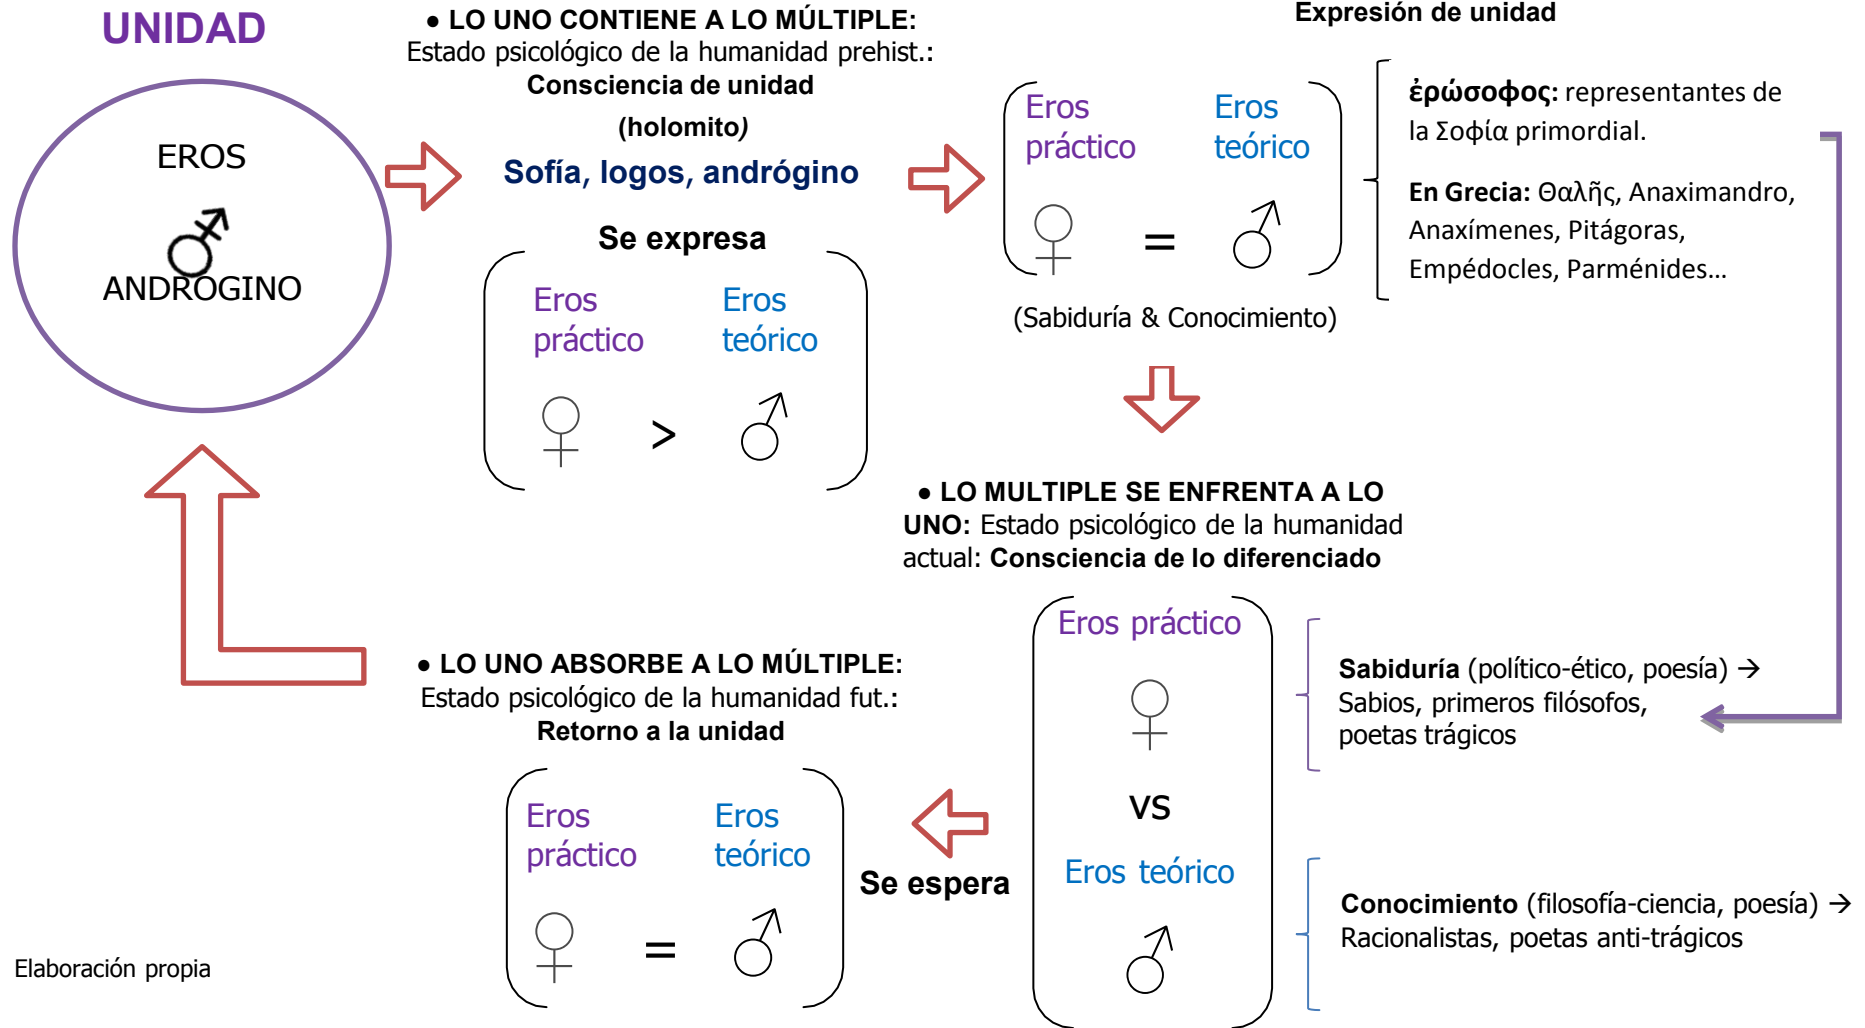 UNIDAD
EROS
ANDRÓGINO
● LO UNO CONTIENE A LO MÚLTIPLE:
Estado psicológico de la humanidad prehist.:
Consciencia de unidad
(holomito)
Sofía, logos, andrógino
Se expresa
Eros práctico
Eros teórico
♀ > ♂
Expresión de unidad
Eros práctico
Eros teórico
♀ = ♂
(Sabiduría & Conocimiento)
ἐρώσοφος: representantes de
la Σοφία primordial.
En Grecia: Θαλῆς, Anaximandro,
Anaxímenes, Pitágoras,
Empédocles, Parménides...
● LO MULTIPLE SE ENFRENTA A LO
UNO: Estado psicológico de la humanidad
actual: Consciencia de lo diferenciado
Eros práctico
♀
VS
Eros teórico
♂
Sabiduría (político-ético, poesía) →
Sabios, primeros filósofos,
poetas trágicos
Conocimiento (filosofía-ciencia, poesía) →
Racionalistas, poetas anti-trágicos
Se espera
● LO UNO ABSORBE A LO MÚLTIPLE:
Estado psicológico de la humanidad fut.:
Retorno a la unidad
Eros práctico
Eros teórico
♀ = ♂
Elaboración propia